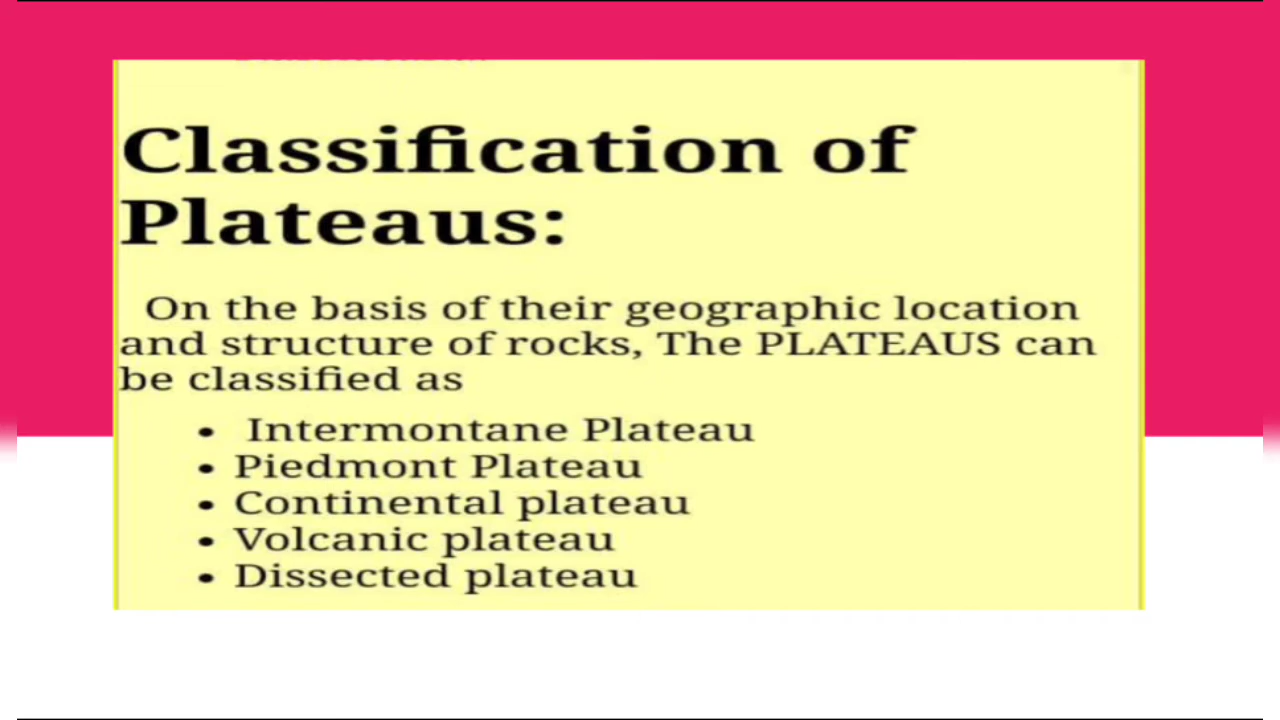 Classification of
Plateaus:
On the basis of their geographic location
and structure of rocks, The PLATEAUS can
be classified as
• Intermontane Plateau
• Piedmont Plateau
• Continental plateau
• Volcanic plateau
• Dissected plateau